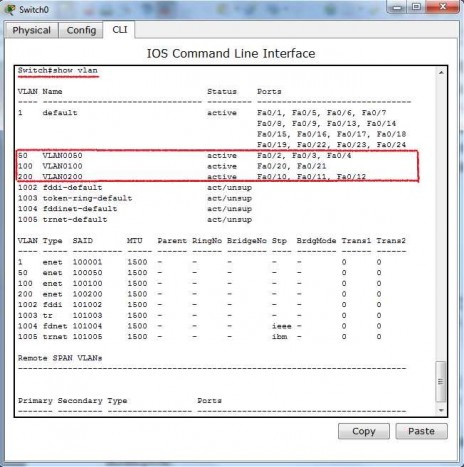 Switch0
Physical Config CLI
IOS Command Line Interface
Switch#show vlan
VLAN Name Status Ports
---- -------------------------------- --------- -------------------------------
1 default active Fa0/1, Fa0/5, Fa0/6, Fa0/7
Fa0/8, Fa0/9, Fa0/13, Fa0/14
Fa0/15, Fa0/16, Fa0/17, Fa0/18
Fa0/19, Fa0/22, Fa0/23, Fa0/24
50 VLAN0050 active Fa0/2, Fa0/3, Fa0/4
100 VLAN0100 active Fa0/20, Fa0/21
200 VLAN0200 active Fa0/10, Fa0/11, Fa0/12
1002 fddi-default act/unsup
1003 token-ring-default act/unsup
1004 fddinet-default act/unsup
1005 trnet-default act/unsup
VLAN Type SAID MTU Parent RingNo BridgeNo Stp BrdgMode Trans1 Trans2
---- ----- ---------- ----- ------ ------ -------- ---- -------- ------ ------
1 enet 100001 1500 - - - - - 0 0
50 enet 100050 1500 - - - - - 0 0
100 enet 100100 1500 - - - - - 0 0
200 enet 100200 1500 - - - - - 0 0
1002 fddi 101002 1500 - - - - - 0 0
1003 tr 101003 1500 - - - - - 0 0
1004 fdnet 101004 1500 - - - ieee - 0 0
1005 trnet 101005 1500 - - - ibm - 0 0
Remote SPAN VLANs
------------------------------------------------------------------------------
Primary Secondary Type Ports
------- --------- ----------------- ------------------------------------------
Copy Paste